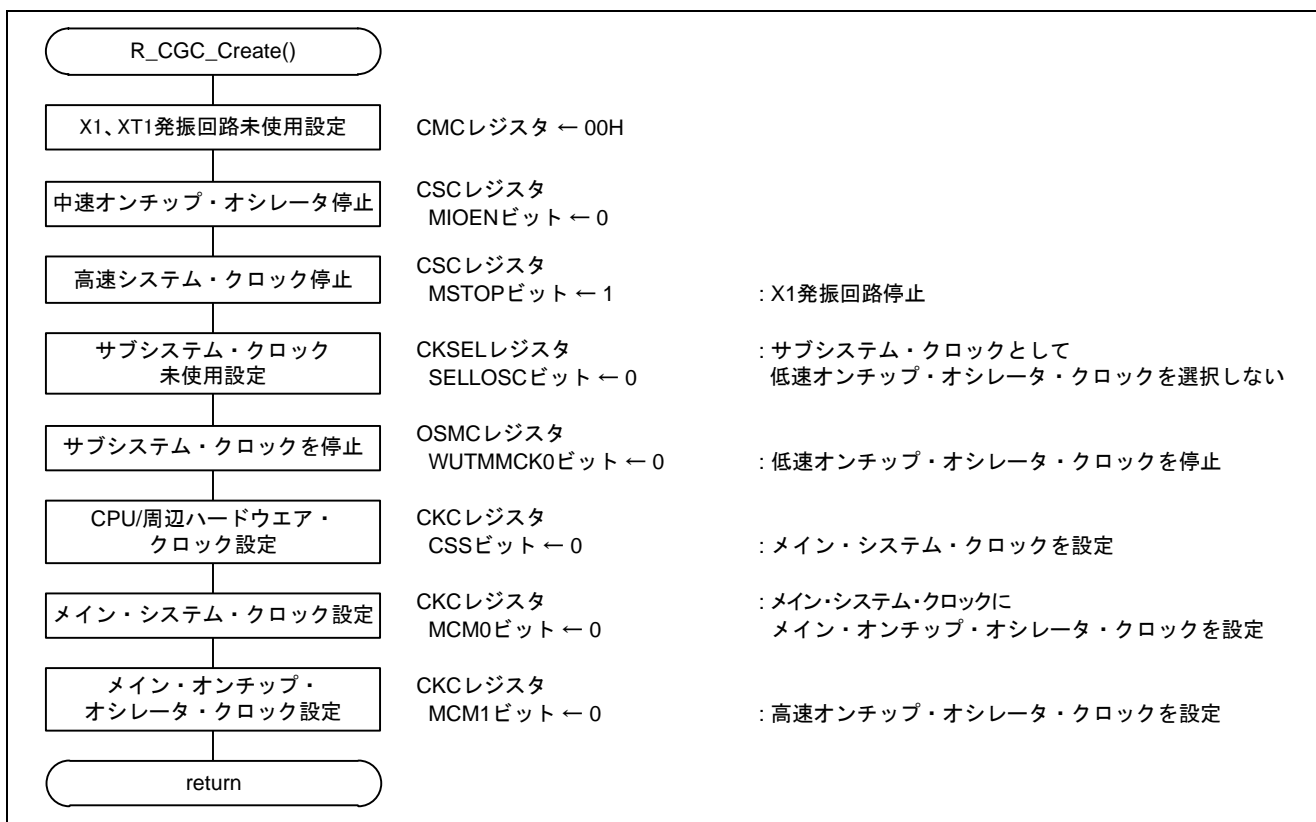 R_CGC_Create()
X1、XT1発振回路未使用設定
CMCレジスタ ← 00H
中速オンチップ・オシレータ停止
CSCレジスタ
MIOENビット ← 0
高速システム・クロック停止
CSCレジスタ
MSTOPビット ← 1
: X1発振回路停止
サブシステム・クロック
未使用設定
CKSELレジスタ
SELLOSCビット ← 0
: サブシステム・クロックとして
低速オンチップ・オシレータ・クロックを選択しない
サブシステム・クロックを停止
OSMCレジスタ
WUTMMCK0ビット ← 0
: 低速オンチップ・オシレータ・クロックを停止
CPU/周辺ハードウエア・
クロック設定
CKCレジスタ
CSSビット ← 0
: メイン・システム・クロックを設定
メイン・システム・クロック設定
CKCレジスタ
MCM0ビット ← 0
: メイン・システム・クロックに
メイン・オンチップ・オシレータ・クロックを設定
メイン・オンチップ・
オシレータ・クロック設定
CKCレジスタ
MCM1ビット ← 0
: 高速オンチップ・オシレータ・クロックを設定
return